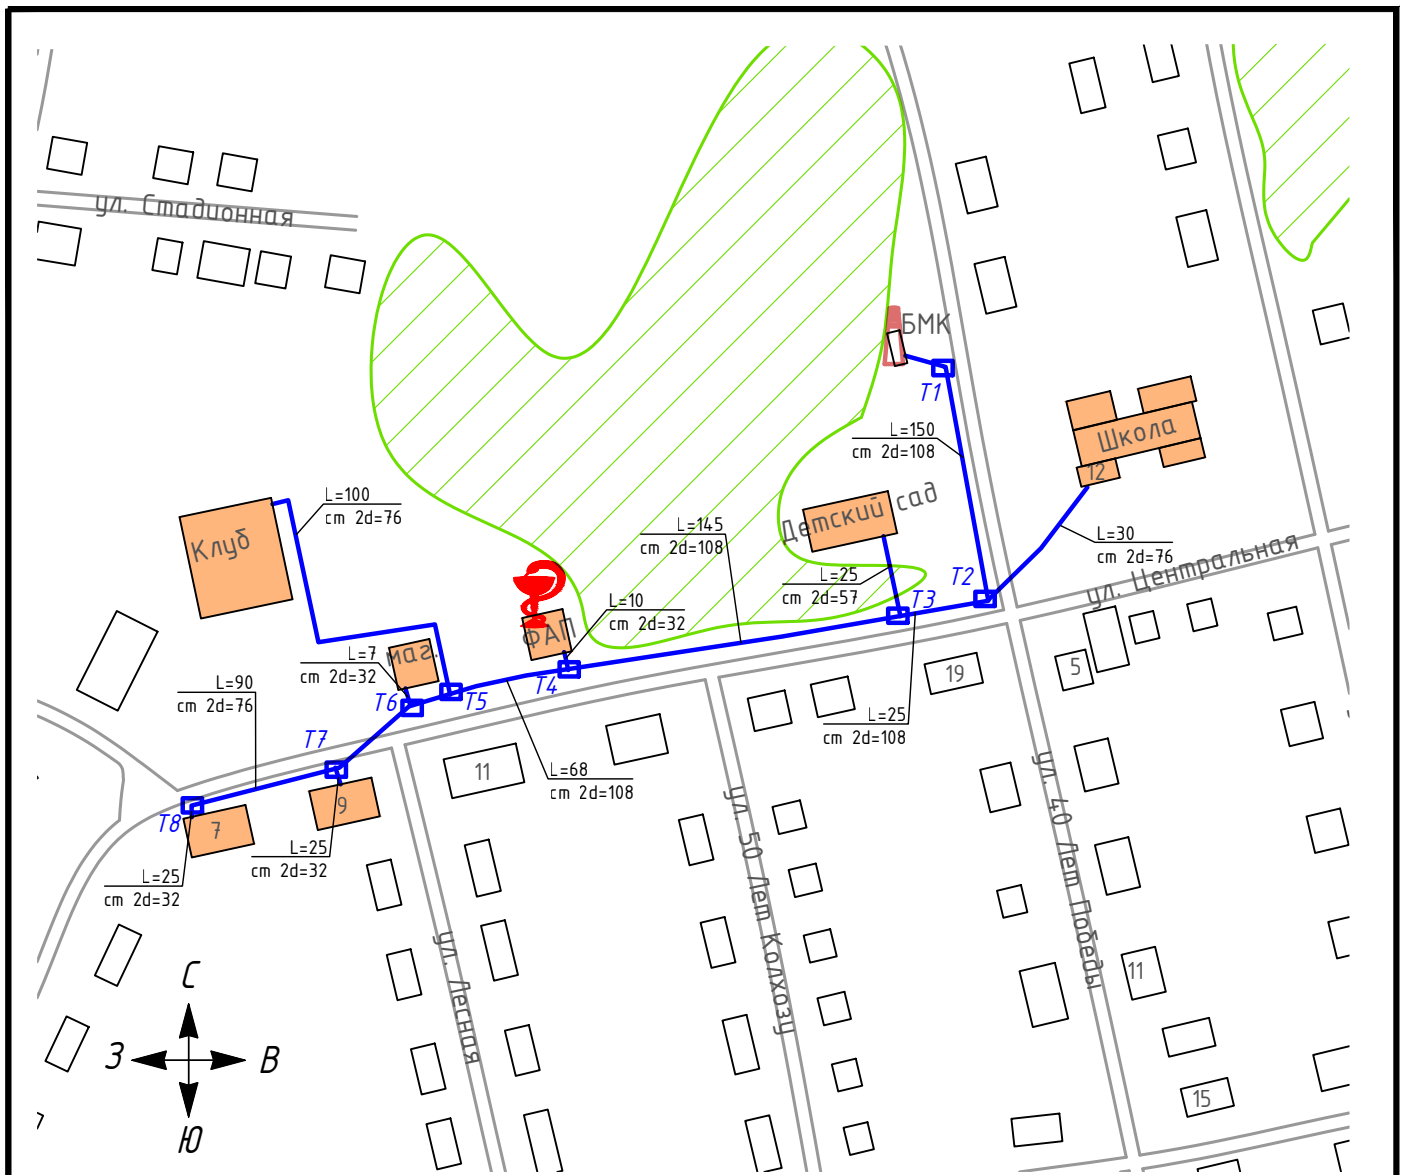 ул. Стадионная
БМК
Т1
L=150
ст 2d=108
Школа
12
L=100
ст 2d=76
Клуб
Детский сад
L=145
ст 2d=108
L=30
ст 2d=76
ул. Центральная
L=25
ст 2d=57
Т2
Т3
L=10
ст 2d=32
ФАП
маг.
L=7
ст 2d=32
Т4
Т5
Т6
L=90
ст 2d=76
19
5
L=25
ст 2d=108
Т7
11
L=68
ст 2d=108
9
Т8
7
L=25
ст 2d=32
L=25
ст 2d=32
ул. Лесная
ул. 50 Лет Колхозу
ул. 40 Лет Победы
11
15
С
З
В
Ю